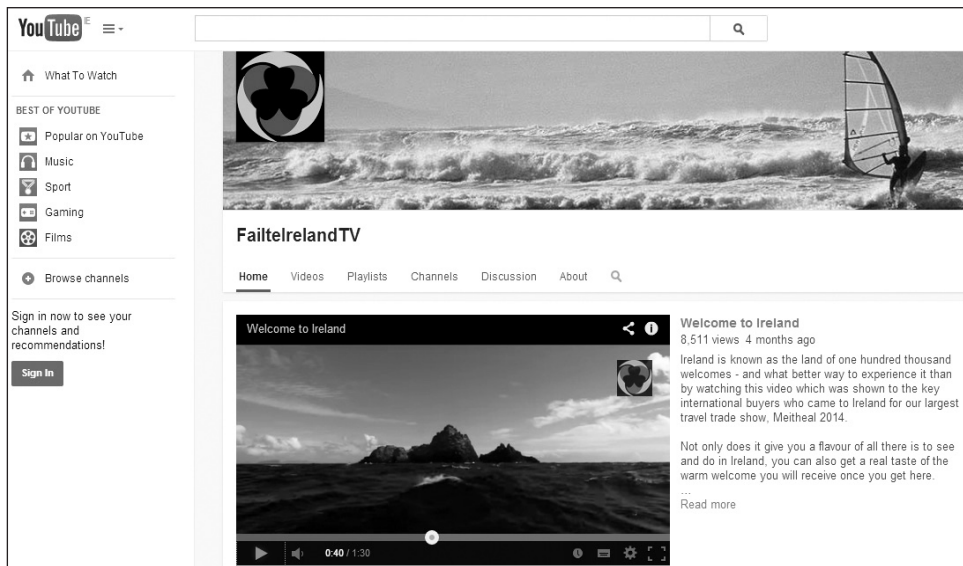 YouTube IE
What To Watch
BEST OF YOUTUBE
Popular on YouTube
Music
Sport
Gaming
Films
Browse channels
Sign in now to see your
channels and
recommendations!
Sign In
FailteIrelandTV
Home Videos Playlists Channels Discussion About
Welcome to Ireland
0:40 / 1:30
Welcome to Ireland
8,511 views 4 months ago
Ireland is known as the land of one hundred thousand
welcomes - and what better way to experience it than
by watching this video which was shown to the key
international buyers who came to Ireland for our largest
travel trade show, Meitheal 2014.
Not only does it give you a flavour of all there is to see
and do in Ireland, you can also get a real taste of the
warm welcome you will receive once you get here.
...
Read more